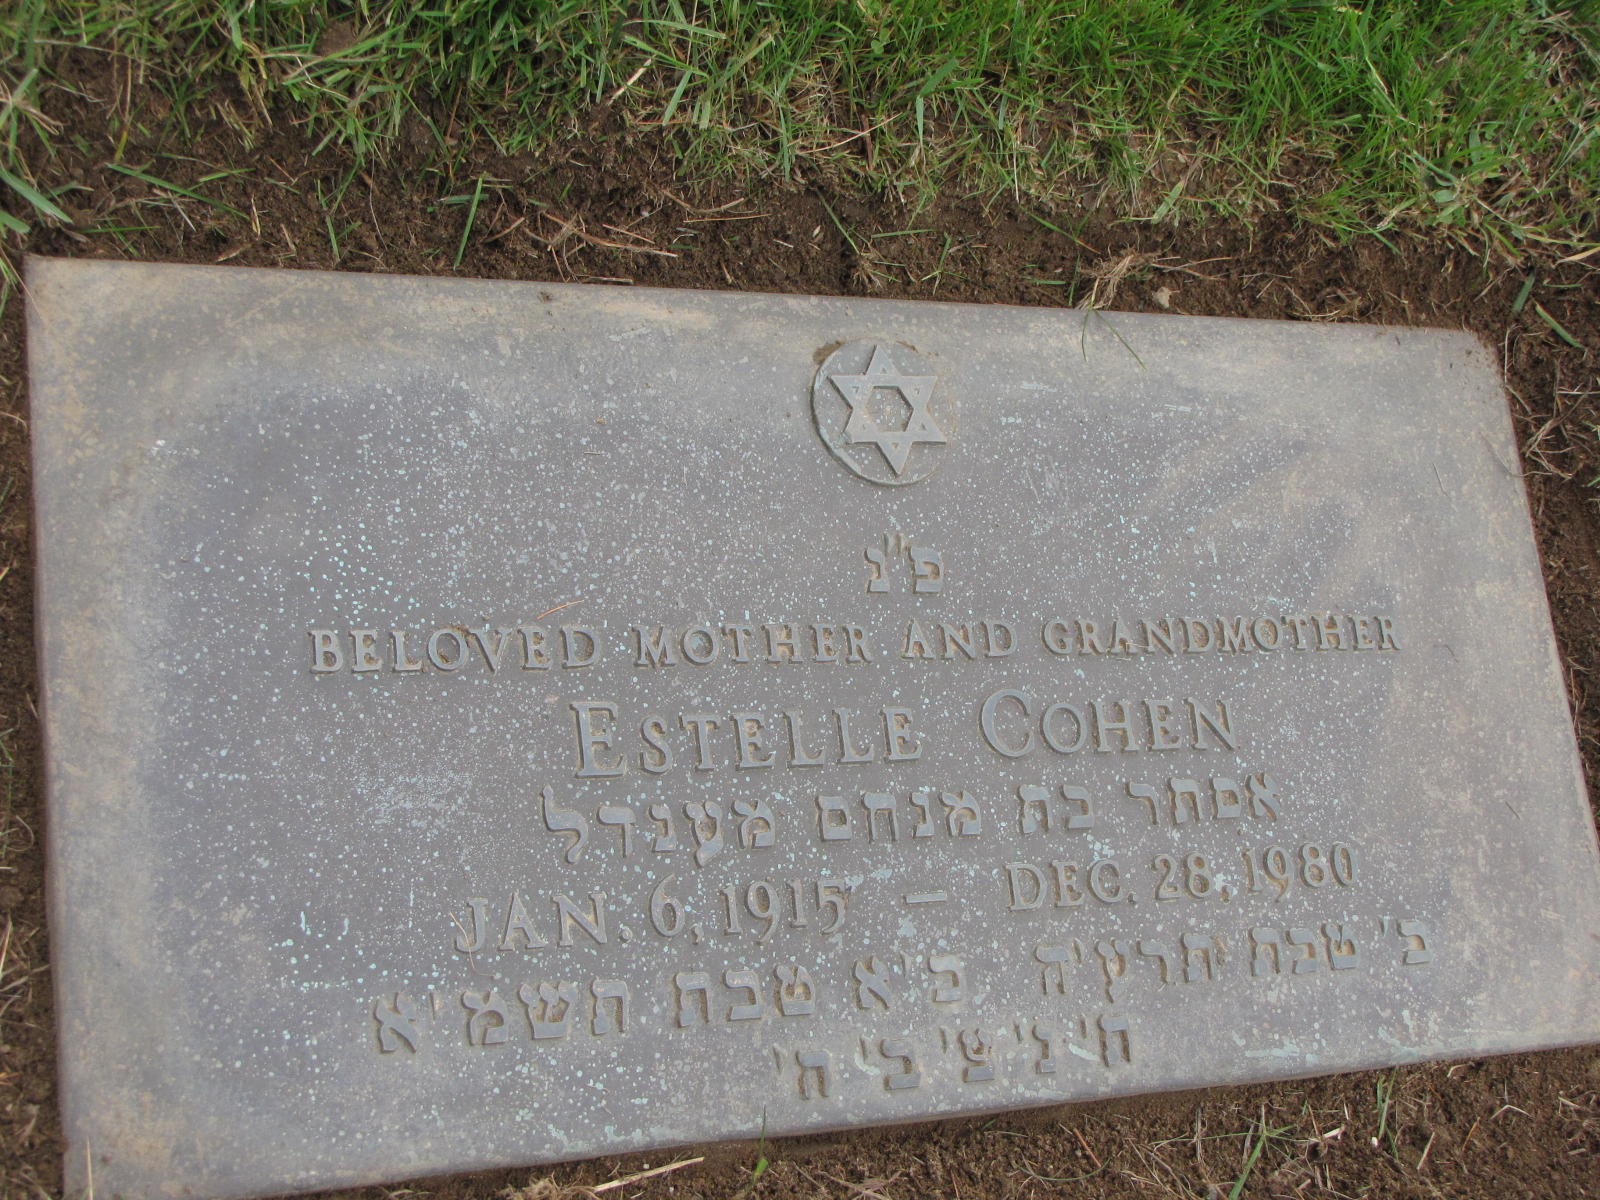 פ"נ
BELOVED MOTHER AND GRANDMOTHER
ESTELLE COHEN
אסתר בת מנחם מענדל
JAN. 6, 1915 — DEC. 28, 1980
כ' טבת תרע'ה כ'א טבת תשמ'א
ת' נ' צ' ב' ה'